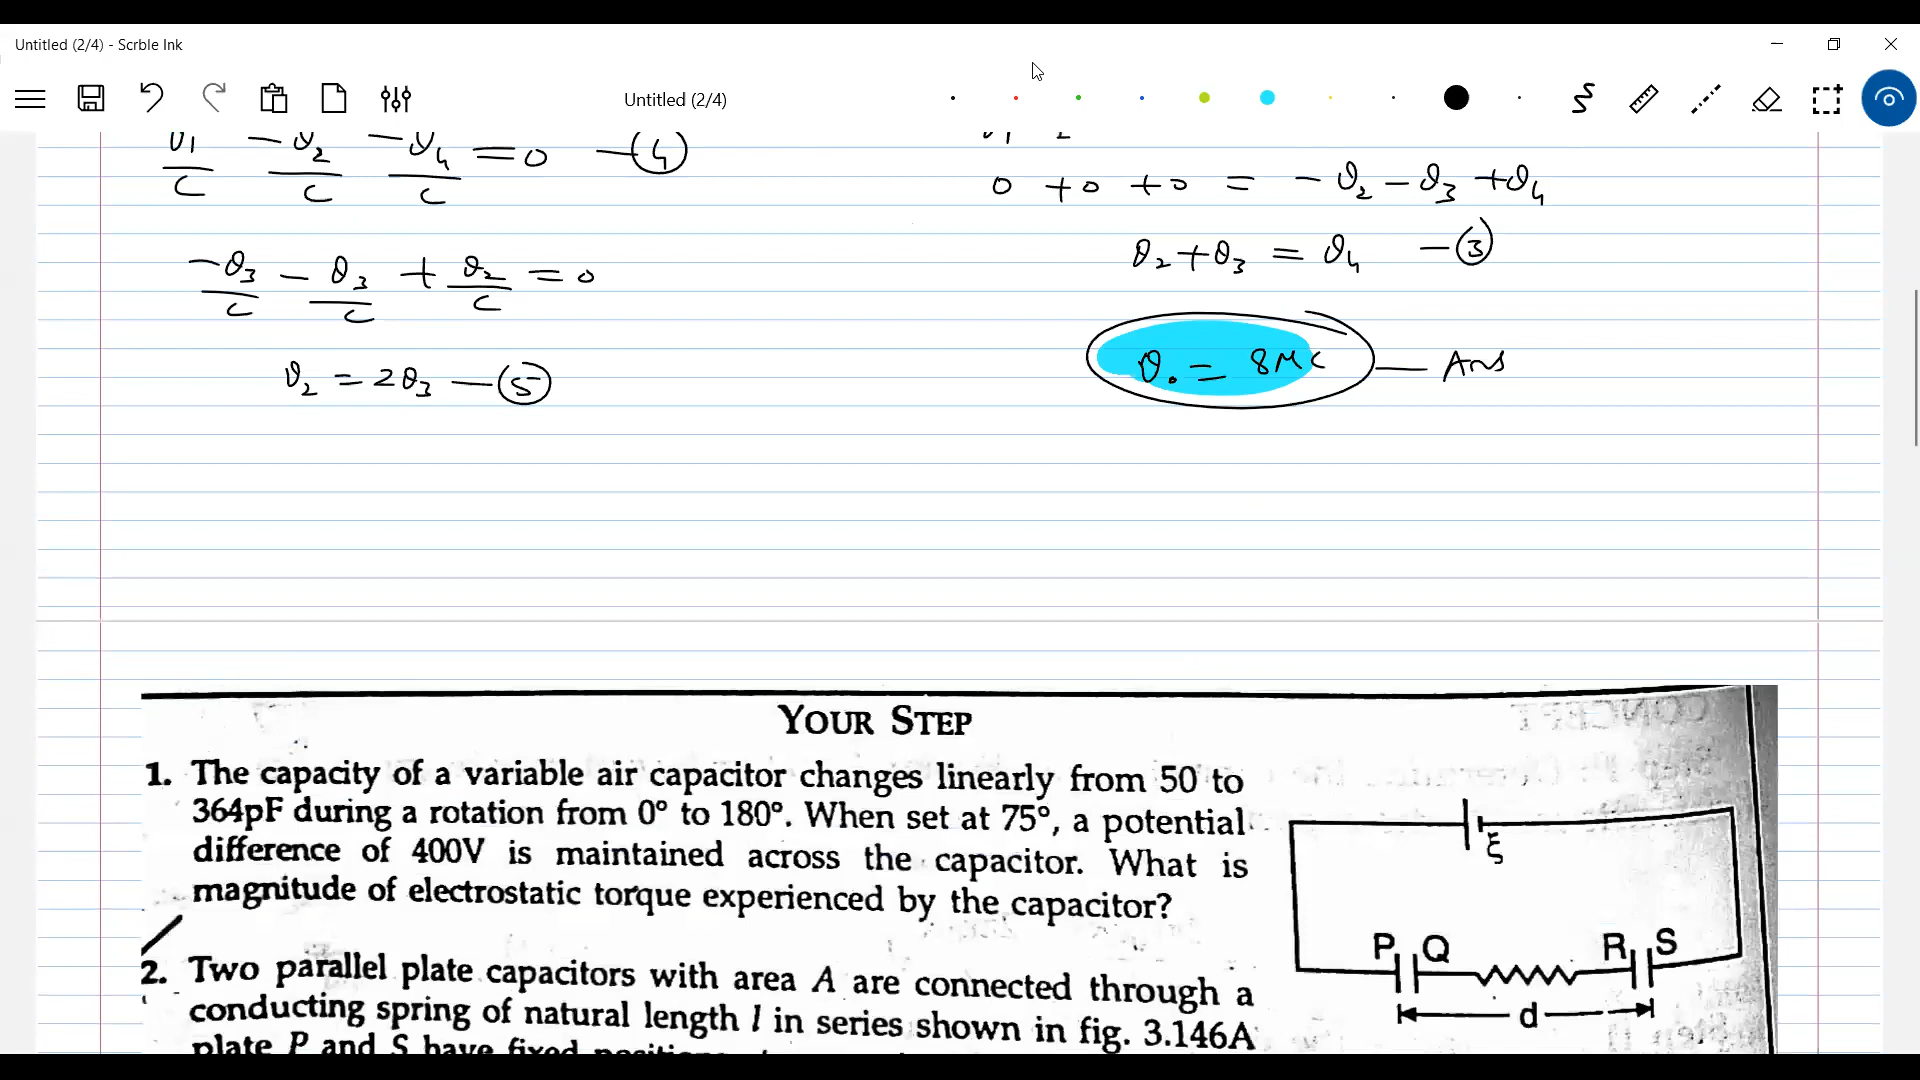 Untitled (2/4) - Scrble Ink
Untitled (2/4)
θ1/C - θ2/C - θ4/C = 0 - (4)
0 + 0 + 0 = - θ2 - θ3 + θ4
-θ3/C - θ3/C + θ2/C = 0
θ2 + θ3 = θ4 - (3)
θ2 = 2θ3 - (5)
θ. = 8μC - Ans
YOUR STEP
1. The capacity of a variable air capacitor changes linearly from 50 to
364pF during a rotation from 0° to 180°. When set at 75°, a potential
difference of 400V is maintained across the capacitor. What is
magnitude of electrostatic torque experienced by the capacitor?
ξ
P Q R S
d
2. Two parallel plate capacitors with area A are connected through a
conducting spring of natural length l in series shown in fig. 3.146A
plate P and S have fixed